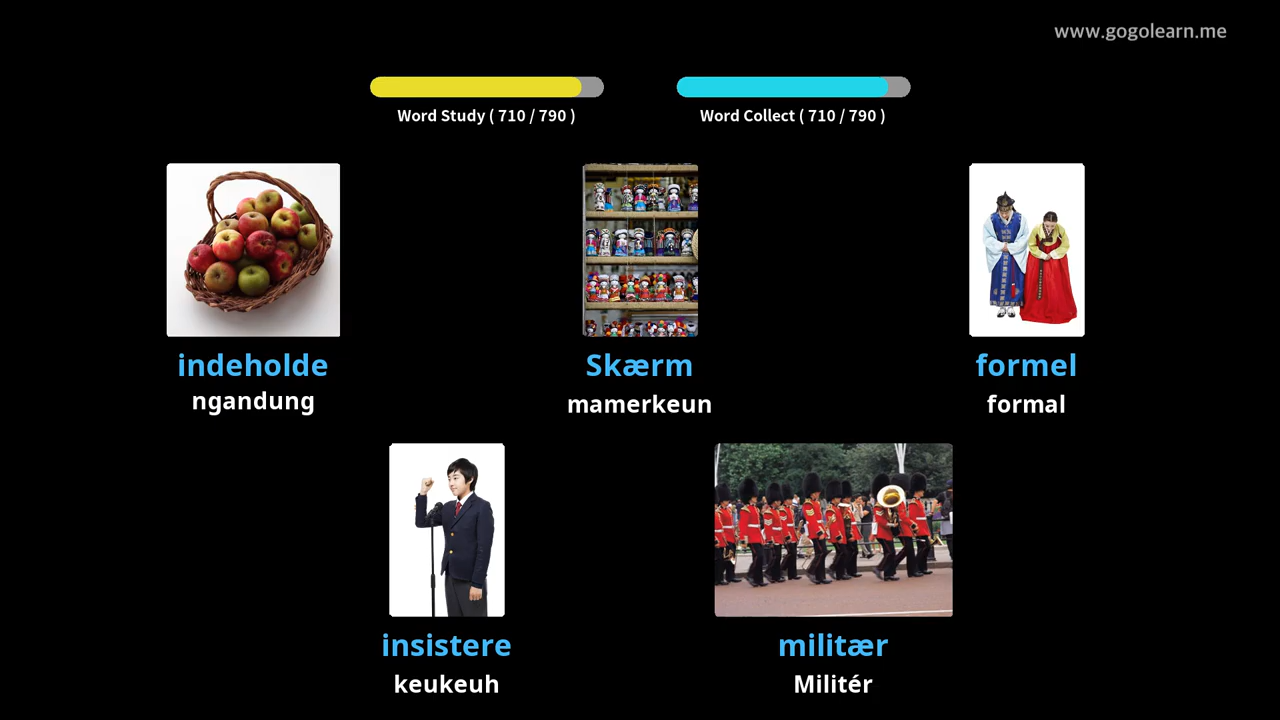 www.gogolearn.me
Word Study ( 710 / 790 )
Word Collect ( 710 / 790 )
indeholde
ngandung
Skærm
mamerkeun
formel
formal
insistere
keukeuh
militær
Militér